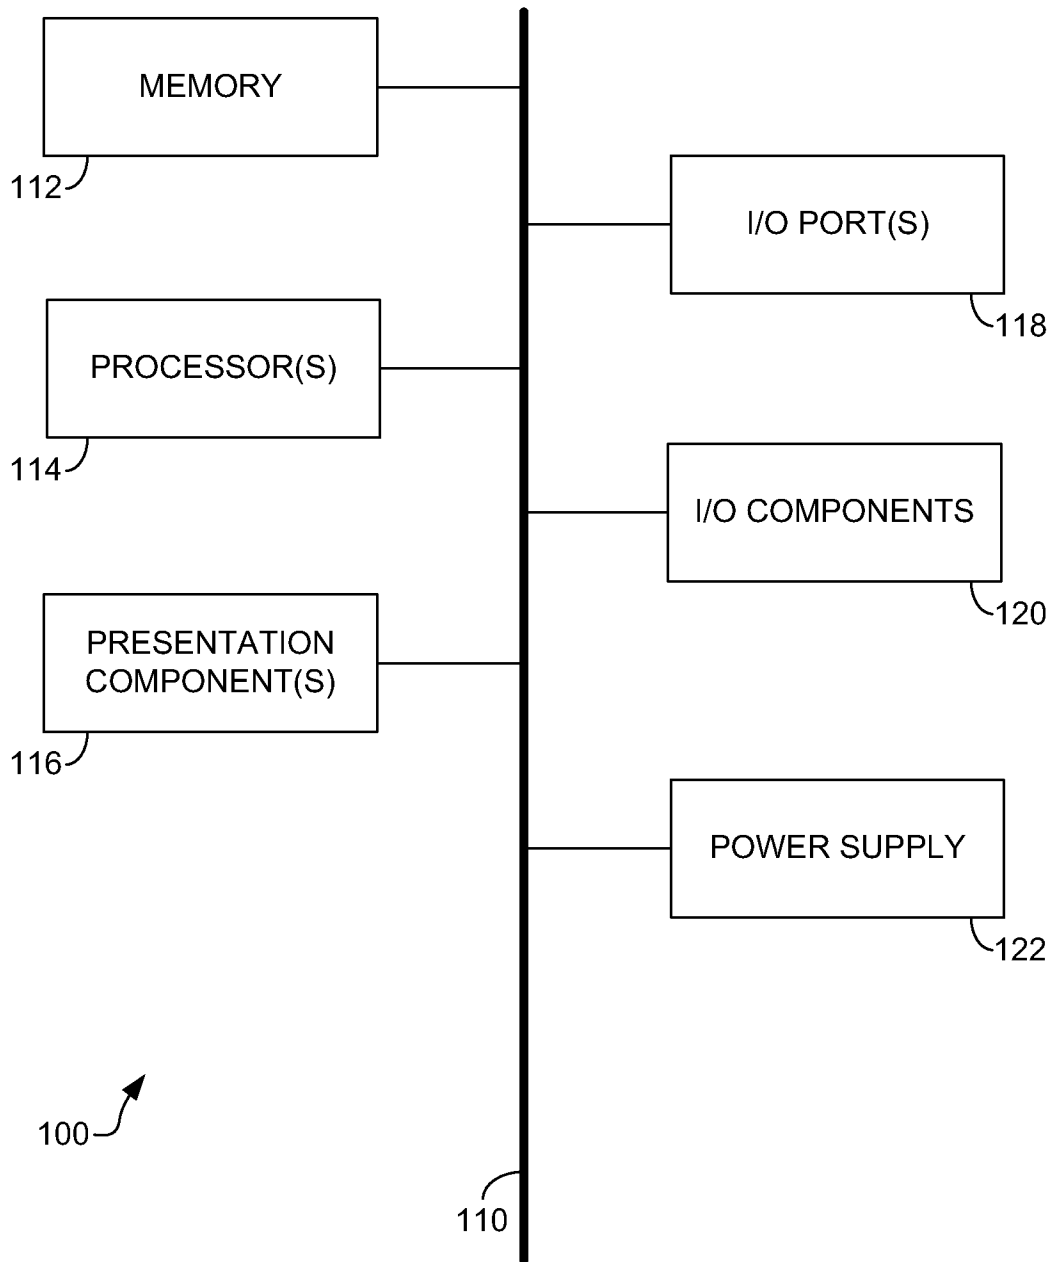 MEMORY
112
I/O PORT(S)
118
PROCESSOR(S)
114
I/O COMPONENTS
120
PRESENTATION
COMPONENT(S)
116
POWER SUPPLY
122
100
110